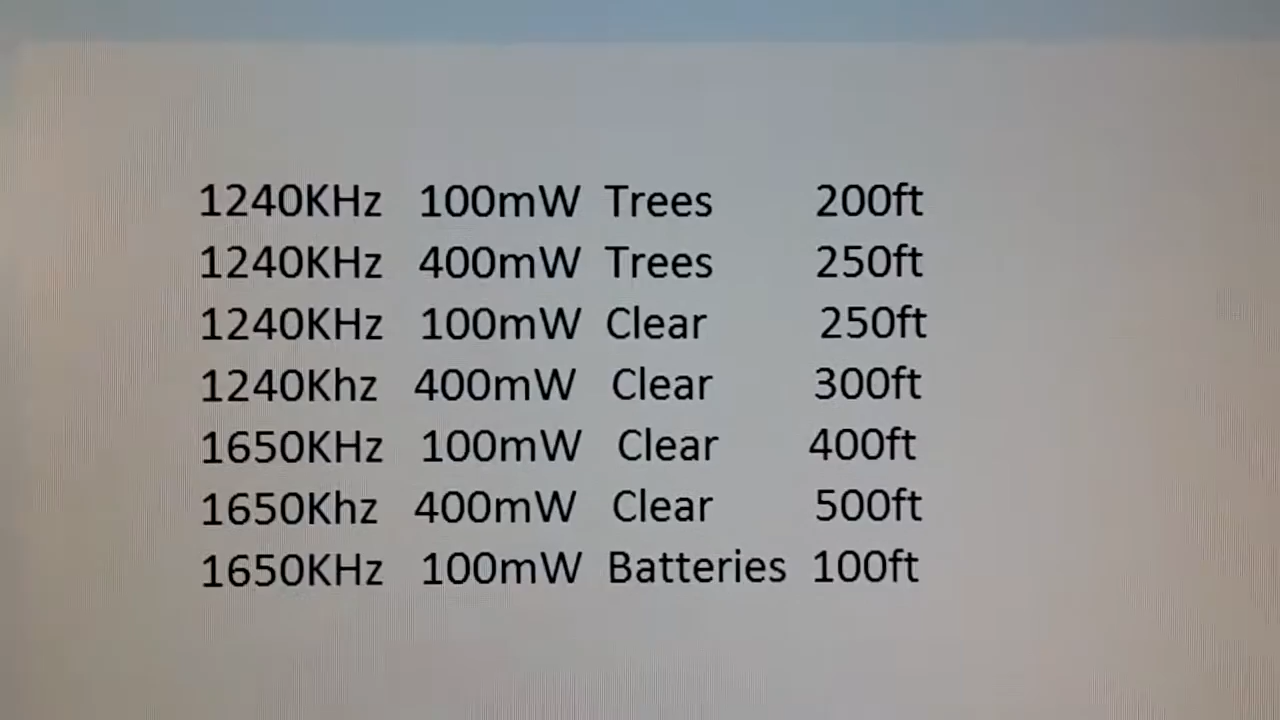 1240KHz 100mW Trees 200ft
1240KHz 400mW Trees 250ft
1240KHz 100mW Clear 250ft
1240Khz 400mW Clear 300ft
1650KHz 100mW Clear 400ft
1650Khz 400mW Clear 500ft
1650KHz 100mW Batteries 100ft